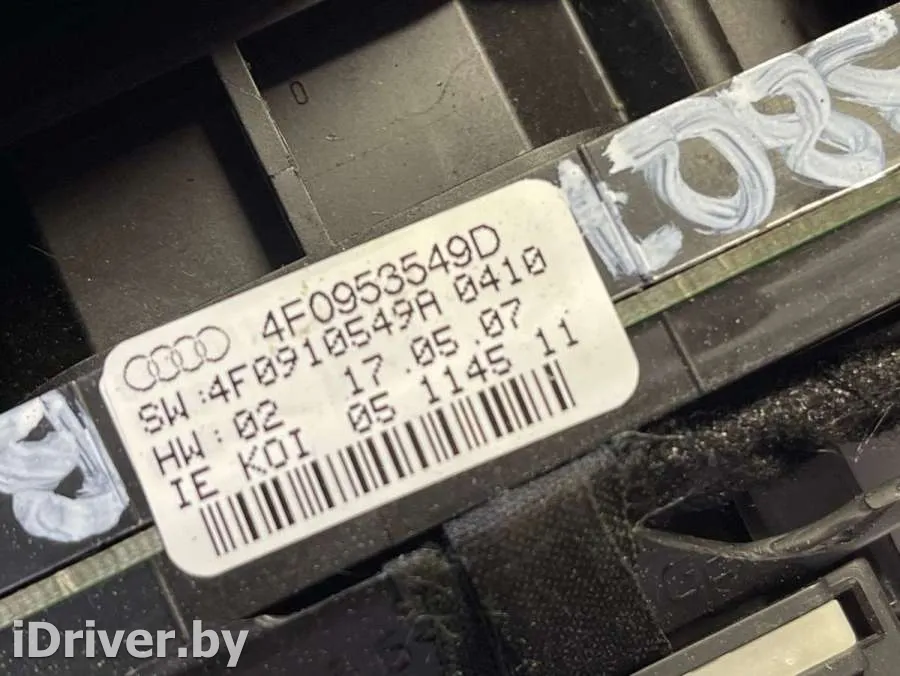 4F0953549D
SW:4F0910549A 0410
HW: 02 17.05.07
IE KOI 05 1145 11
iDriver.by